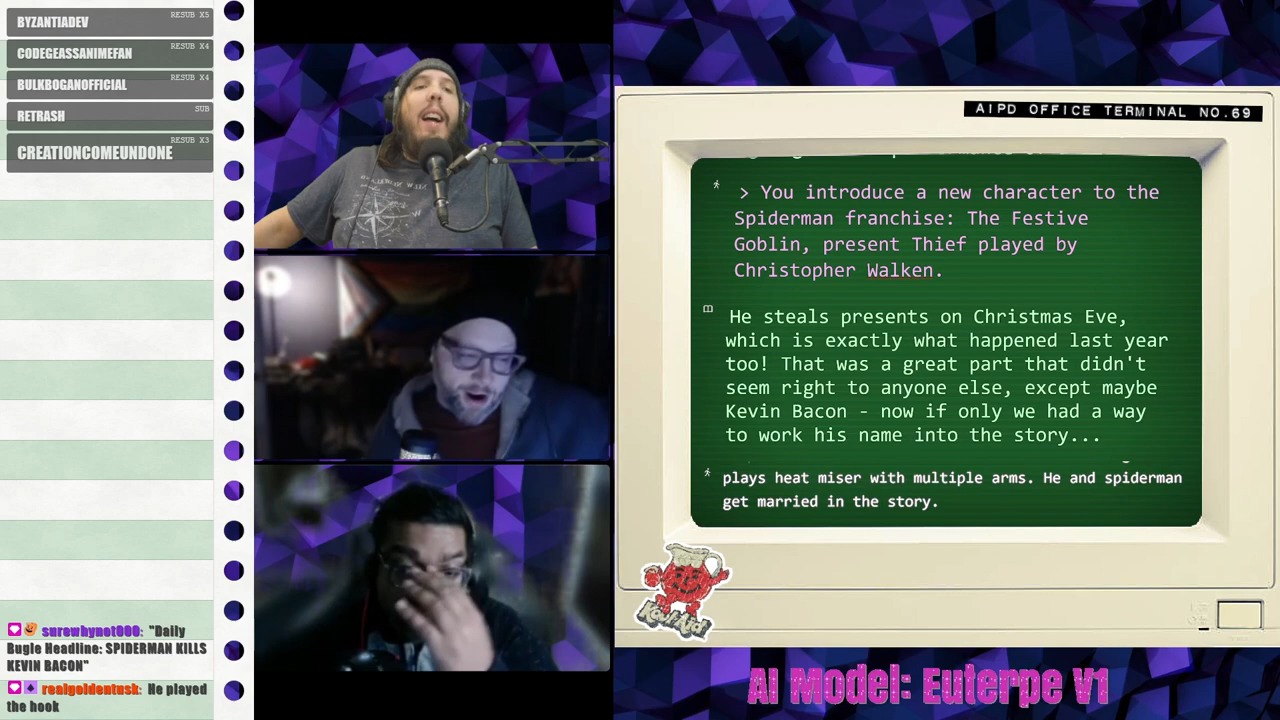 BYZANTIADEV
RESUB X5
CODEGEASSANIMEFAN
RESUB X4
BULKBOGANOFFICIAL
RESUB X4
RETRASH
SUB
CREATIONCOMEUNDONE
RESUB X3
surewhynot000: "Daily
Bugle Headline: SPIDERMAN KILLS
KEVIN BACON"
realgoldentusk: He played
the hook
AIPD OFFICE TERMINAL NO.69
> You introduce a new character to the
Spiderman franchise: The Festive
Goblin, present Thief played by
Christopher Walken.
He steals presents on Christmas Eve,
which is exactly what happened last year
too! That was a great part that didn't
seem right to anyone else, except maybe
Kevin Bacon - now if only we had a way
to work his name into the story...
plays heat miser with multiple arms. He and spiderman
get married in the story.
Kool-Aid
AI Model: Euterpe V1